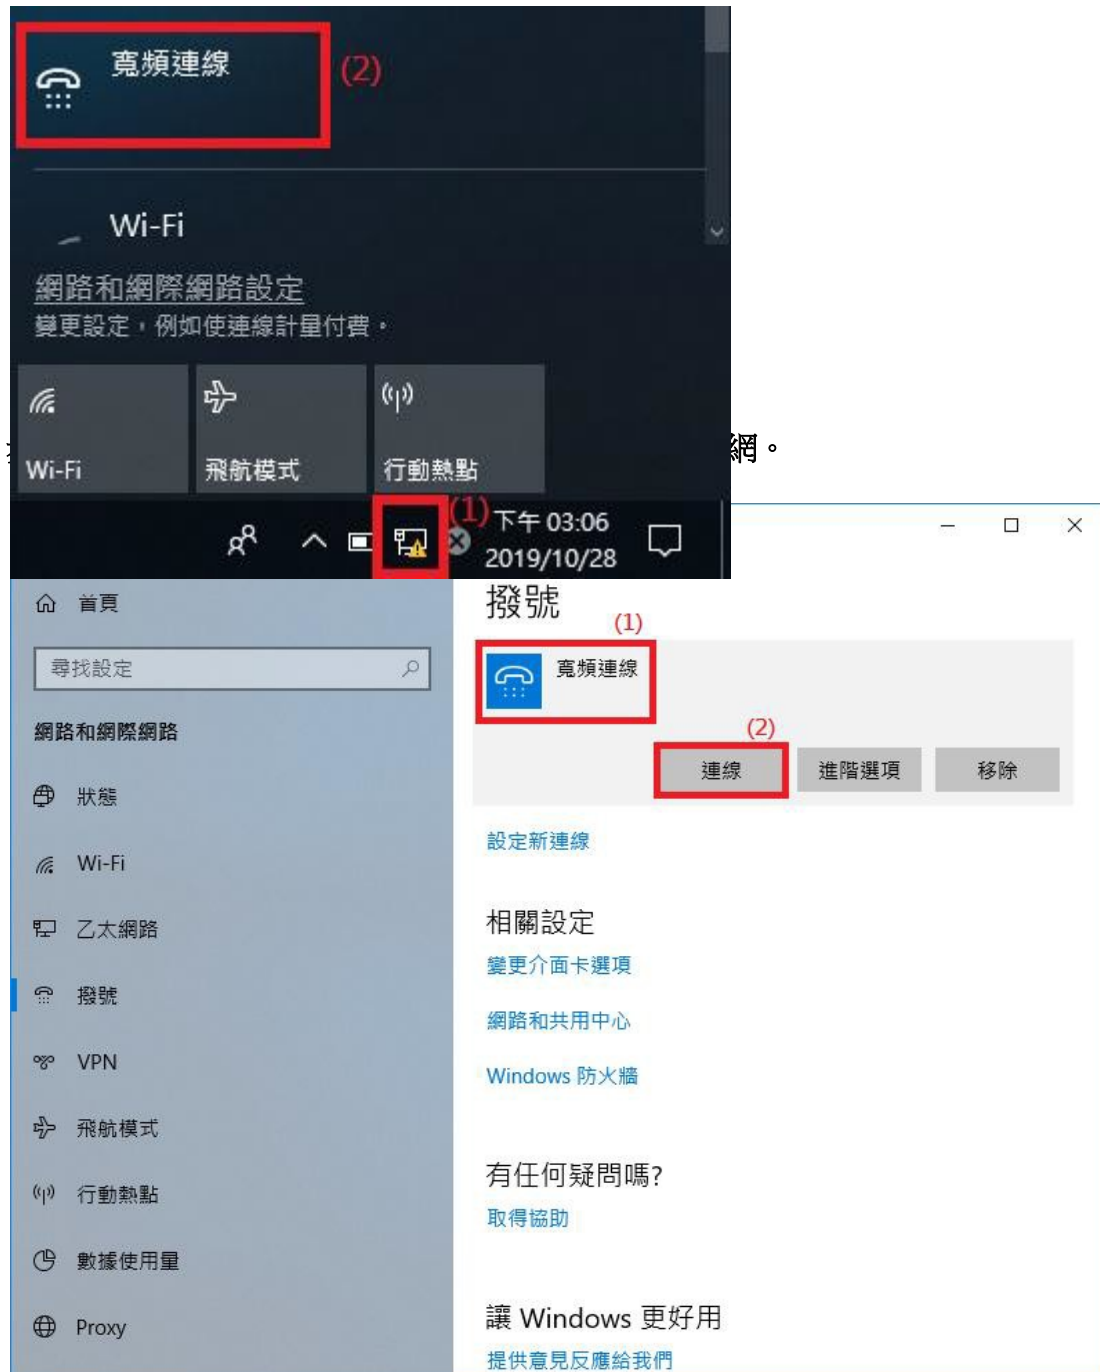 寬頻連線
(2)
Wi-Fi
網路和網際網路設定
變更設定，例如使連線計量付費。
Wi-Fi
飛航模式
行動熱點
網。
(1)
下午 03:06
2019/10/28
首頁
尋找設定
網路和網際網路
狀態
Wi-Fi
乙太網路
撥號
VPN
飛航模式
行動熱點
數據使用量
Proxy
撥號
(1)
寬頻連線
(2)
連線
進階選項
移除
設定新連線
相關設定
變更介面卡選項
網路和共用中心
Windows 防火牆
有任何疑問嗎?
取得協助
讓 Windows 更好用
提供意見反應給我們